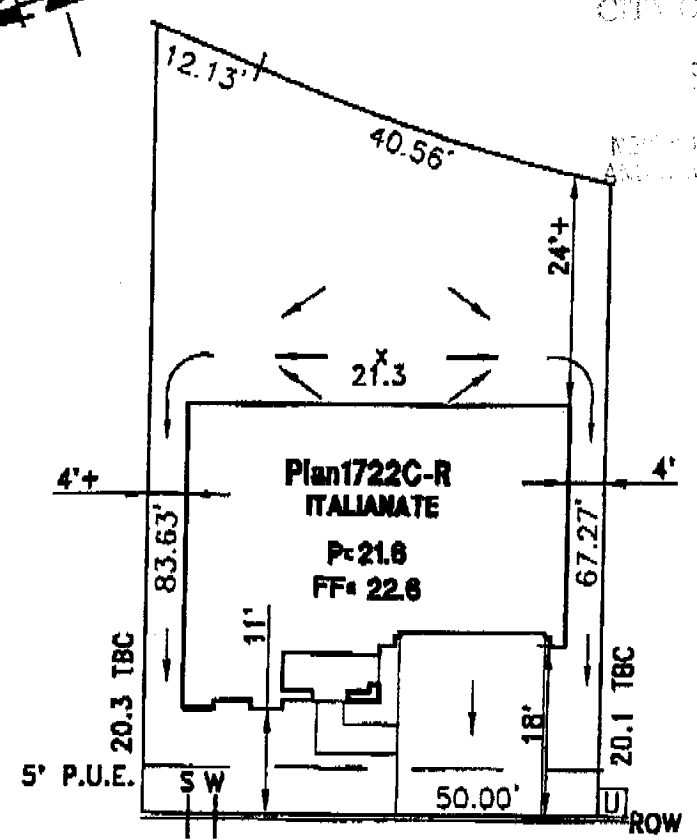 12.13'
40.56'
24'+
x
21.3
Plan1722C-R
ITALIANATE
P= 21.6
FF= 22.6
4'+
4'
83.63'
67.27'
11'
18'
20.3 TBC
20.1 TBC
5' P.U.E.
S W
50.00'
U
ROW